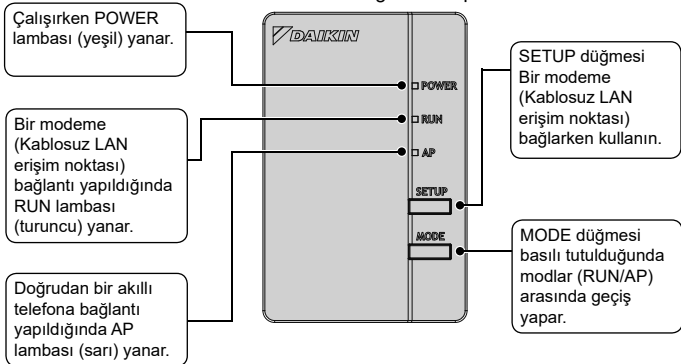 Çalışırken POWER
lambası (yeşil) yanar.
Bir modeme
(Kablosuz LAN
erişim noktası)
bağlantı yapıldığında
RUN lambası
(turuncu) yanar.
Doğrudan bir akıllı
telefona bağlantı
yapıldığında AP
lambası (sarı) yanar.
DAIKIN
POWER
RUN
AP
SETUP
MODE
SETUP düğmesi
Bir modeme
(Kablosuz LAN
erişim noktası)
bağlarken kullanın.
MODE düğmesi
basılı tutulduğunda
modlar (RUN/AP)
arasında geçiş
yapar.